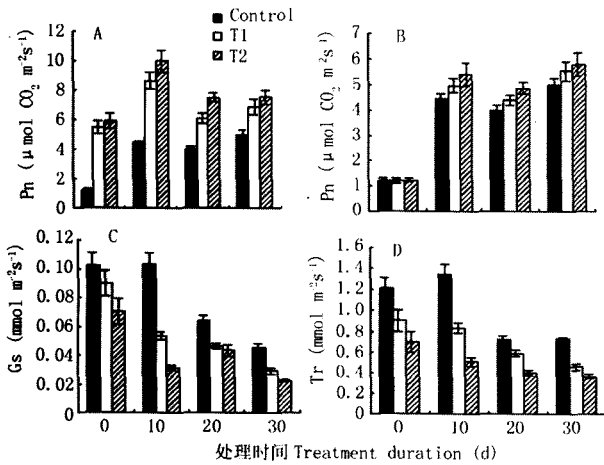 Control
T1
T2
A
12
10
8
6
4
2
0
Pn (μmol CO₂ m⁻²s⁻¹)
B
7
6
5
4
3
2
1
0
Pn (μmol CO₂ m⁻²s⁻¹)
C
0.12
0.10
0.08
0.06
0.04
0.02
0
Gs (mmol m⁻²s⁻¹)
0 10 20 30
D
1.6
1.4
1.2
1.0
0.8
0.6
0.4
0.2
0
Tr (mmol m⁻²s⁻¹)
0 10 20 30
处理时间 Treatment duration (d)